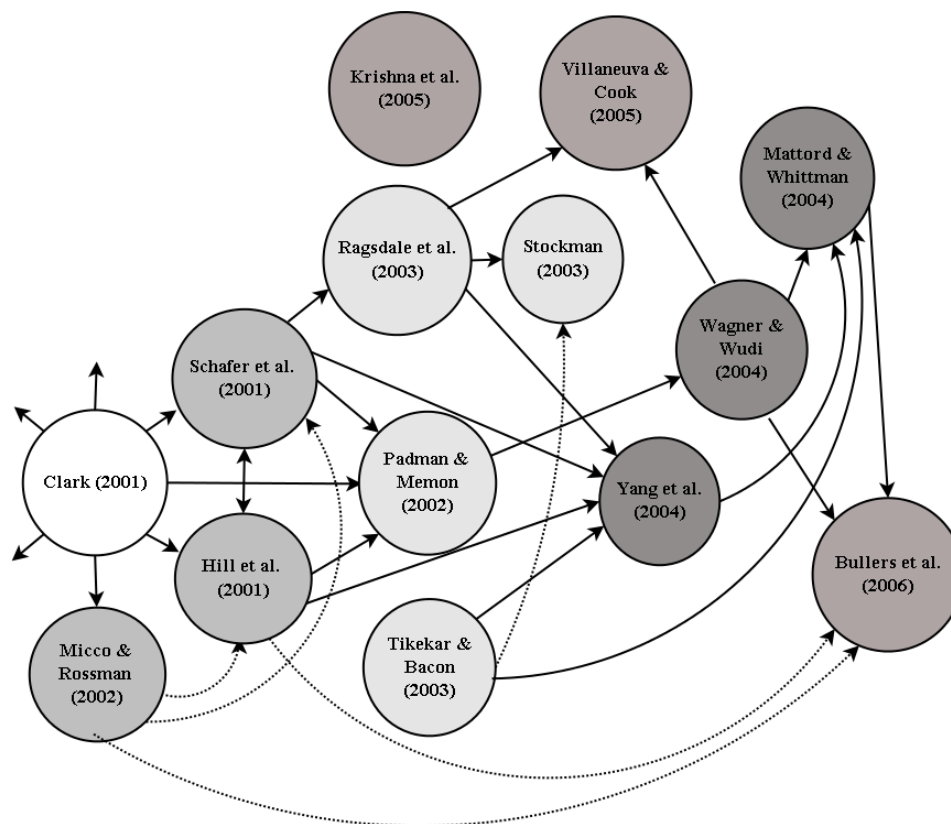 Krishna et al.
(2005)
Villaneuva &
Cook
(2005)
Mattord &
Whittman
(2004)
Ragsdale et al.
(2003)
Stockman
(2003)
Wagner &
Wudi
(2004)
Schafer et al.
(2001)
Clark (2001)
Padman &
Memon
(2002)
Yang et al.
(2004)
Hill et al.
(2001)
Bullers et al.
(2006)
Micco &
Rossman
(2002)
Tikekar &
Bacon
(2003)